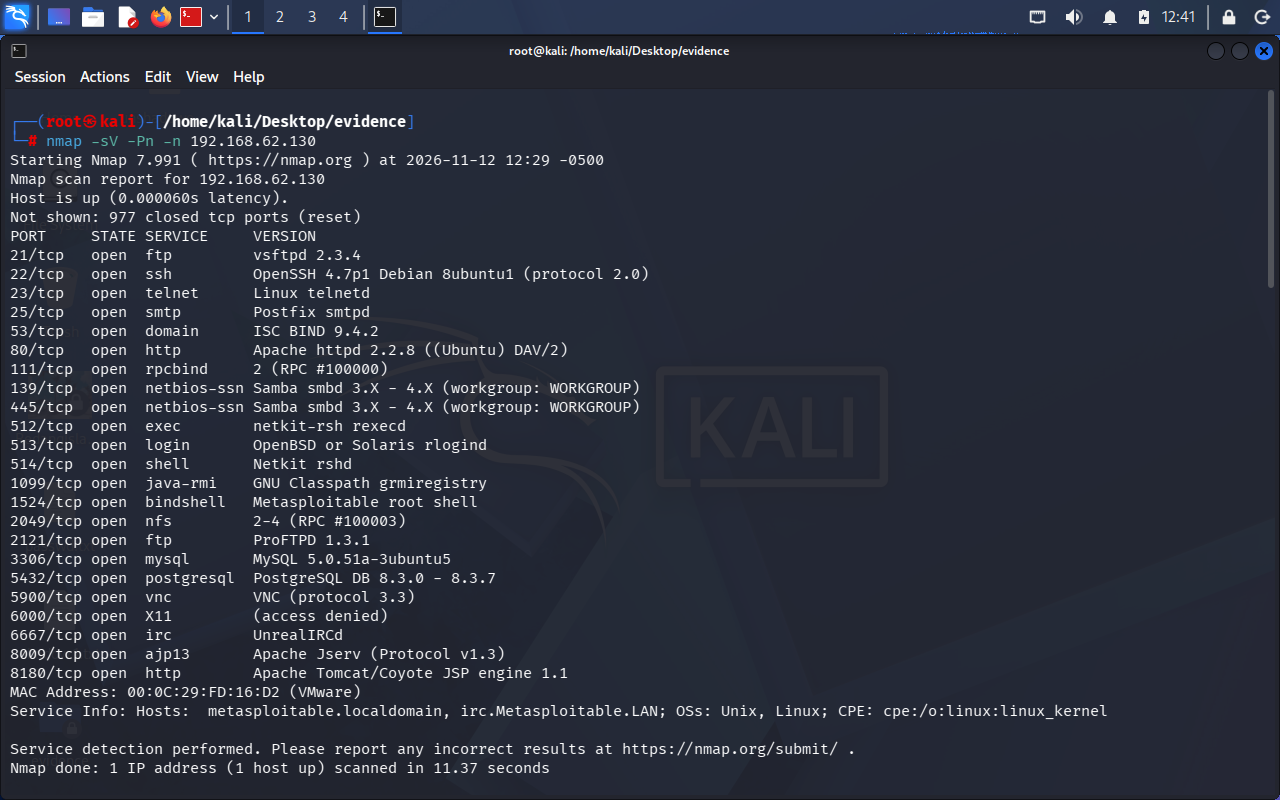 1 2 3 4 12:41
root@kali: /home/kali/Desktop/evidence
Session Actions Edit View Help
┌──(root㉿kali)-[/home/kali/Desktop/evidence]
└─# nmap -sV -Pn -n 192.168.62.130
Starting Nmap 7.991 ( https://nmap.org ) at 2026-11-12 12:29 -0500
Nmap scan report for 192.168.62.130
Host is up (0.000060s latency).
Not shown: 977 closed tcp ports (reset)
PORT     STATE SERVICE     VERSION
21/tcp   open  ftp         vsftpd 2.3.4
22/tcp   open  ssh         OpenSSH 4.7p1 Debian 8ubuntu1 (protocol 2.0)
23/tcp   open  telnet      Linux telnetd
25/tcp   open  smtp        Postfix smtpd
53/tcp   open  domain      ISC BIND 9.4.2
80/tcp   open  http        Apache httpd 2.2.8 ((Ubuntu) DAV/2)
111/tcp  open  rpcbind     2 (RPC #100000)
139/tcp  open  netbios-ssn Samba smbd 3.X - 4.X (workgroup: WORKGROUP)
445/tcp  open  netbios-ssn Samba smbd 3.X - 4.X (workgroup: WORKGROUP)
512/tcp  open  exec        netkit-rsh rexecd
513/tcp  open  login       OpenBSD or Solaris rlogind
514/tcp  open  shell       Netkit rshd
1099/tcp open  java-rmi    GNU Classpath grmiregistry
1524/tcp open  bindshell   Metasploitable root shell
2049/tcp open  nfs         2-4 (RPC #100003)
2121/tcp open  ftp         ProFTPD 1.3.1
3306/tcp open  mysql       MySQL 5.0.51a-3ubuntu5
5432/tcp open  postgresql  PostgreSQL DB 8.3.0 - 8.3.7
5900/tcp open  vnc         VNC (protocol 3.3)
6000/tcp open  X11         (access denied)
6667/tcp open  irc         UnrealIRCd
8009/tcp open  ajp13       Apache Jserv (Protocol v1.3)
8180/tcp open  http        Apache Tomcat/Coyote JSP engine 1.1
MAC Address: 00:0C:29:FD:16:D2 (VMware)
Service Info: Hosts:  metasploitable.localdomain, irc.Metasploitable.LAN; OSs: Unix, Linux; CPE: cpe:/o:linux:linux_kernel
Service detection performed. Please report any incorrect results at https://nmap.org/submit/ .
Nmap done: 1 IP address (1 host up) scanned in 11.37 seconds
KALI